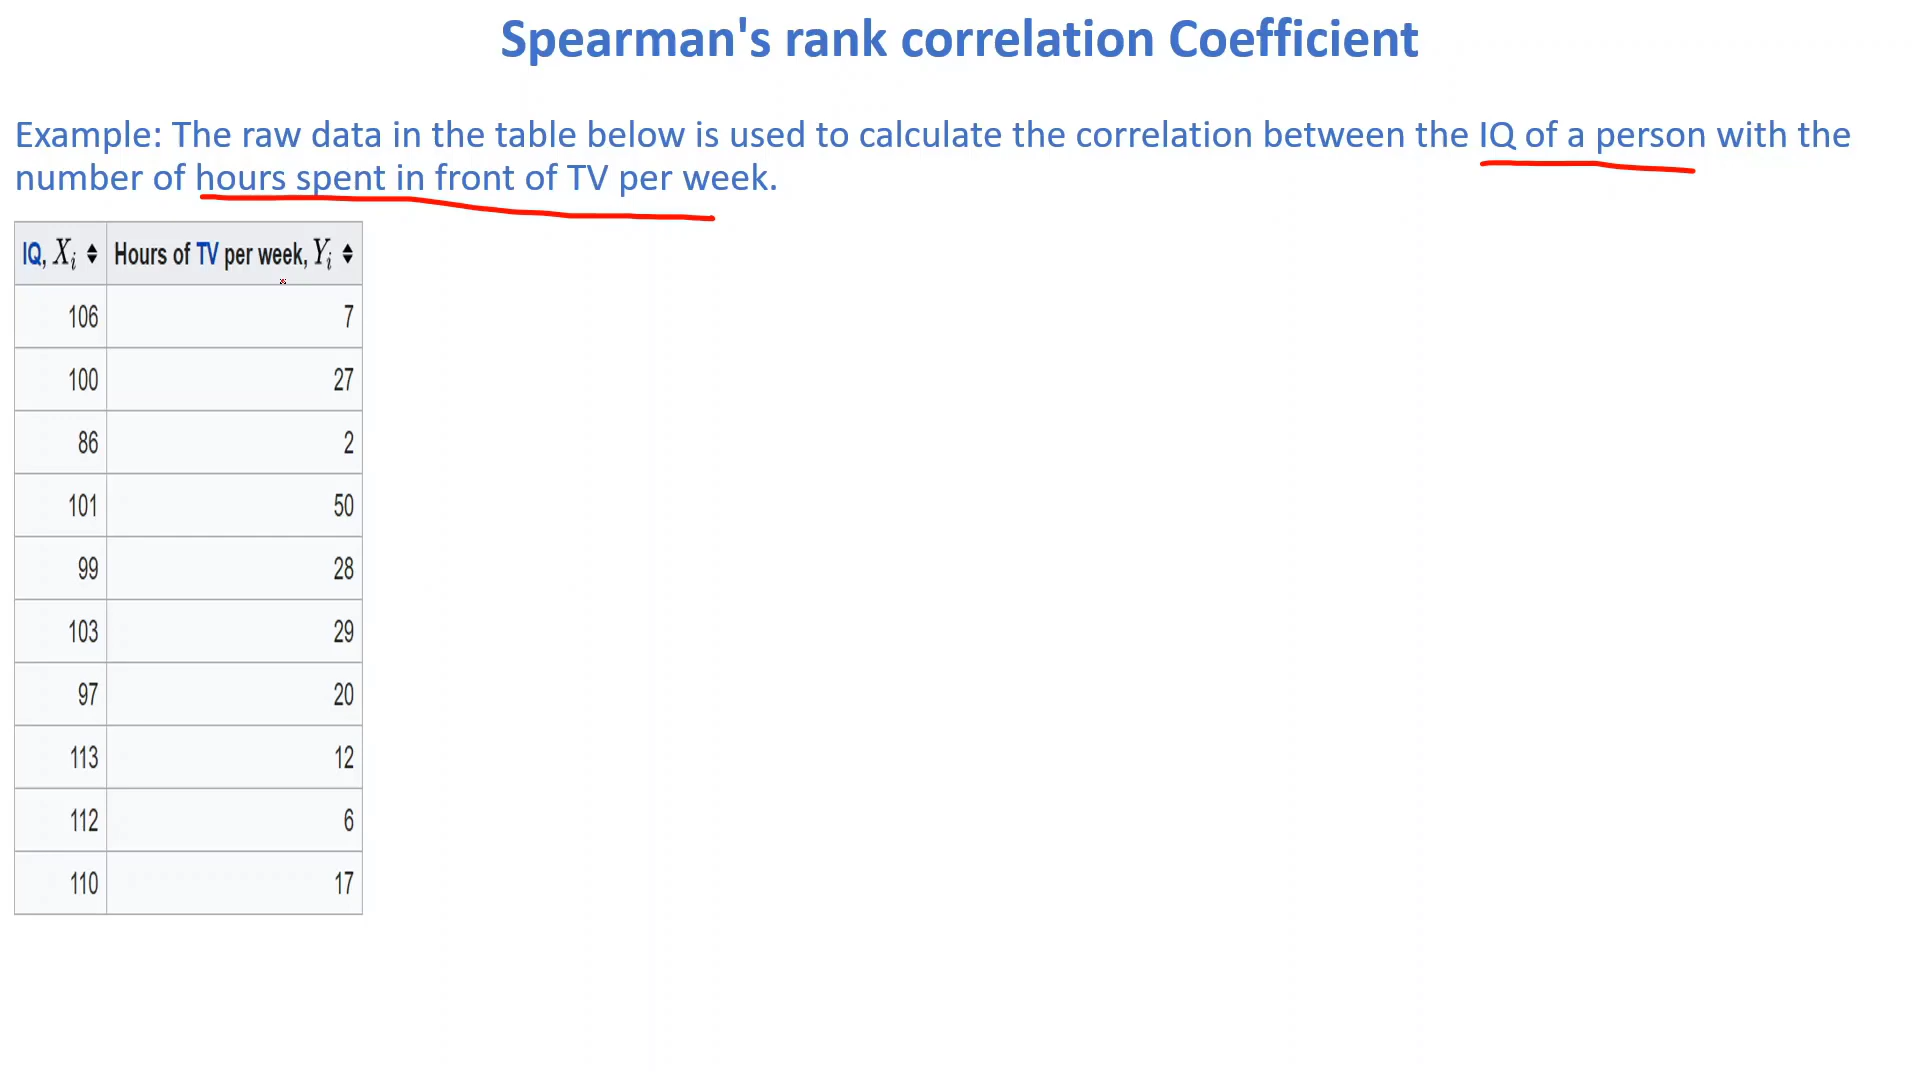 Spearman's rank correlation Coefficient
Example: The raw data in the table below is used to calculate the correlation between the IQ of a person with the
number of hours spent in front of TV per week.
IQ, Xi Hours of TV per week, Yi
106 7
100 27
86 2
101 50
99 28
103 29
97 20
113 12
112 6
110 17